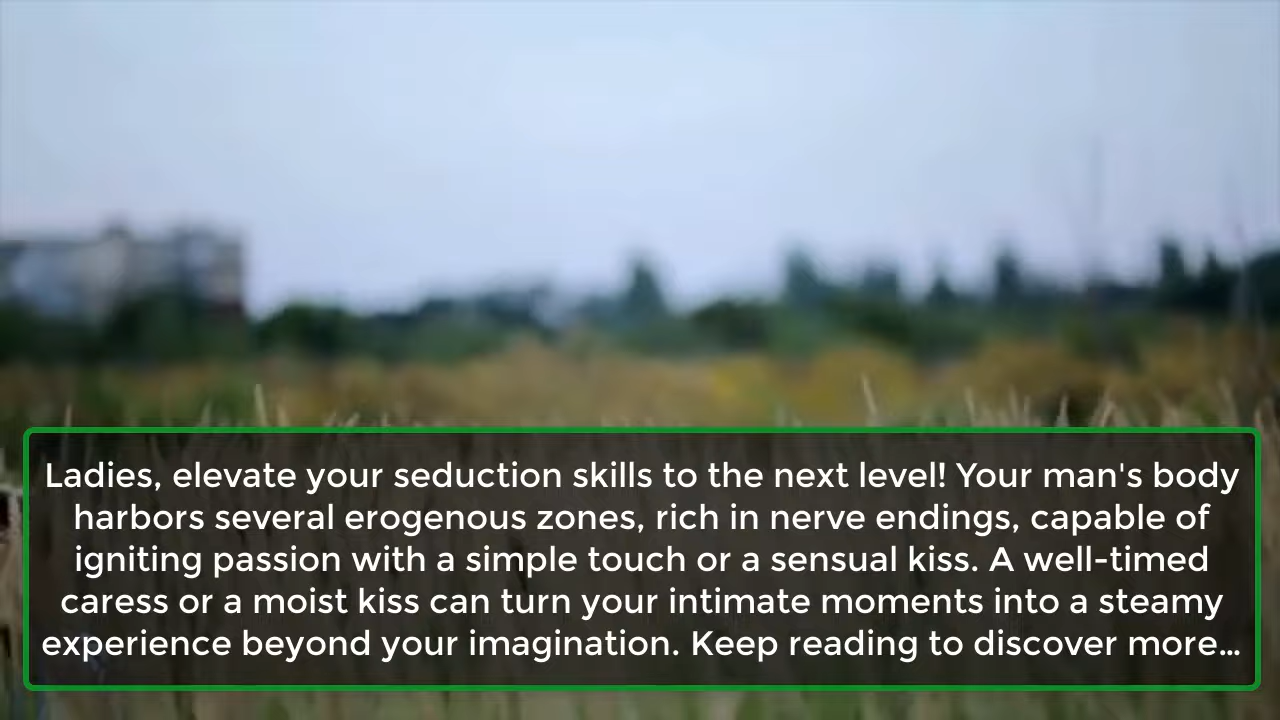 Ladies, elevate your seduction skills to the next level! Your man's body
harbors several erogenous zones, rich in nerve endings, capable of
igniting passion with a simple touch or a sensual kiss. A well-timed
caress or a moist kiss can turn your intimate moments into a steamy
experience beyond your imagination. Keep reading to discover more...